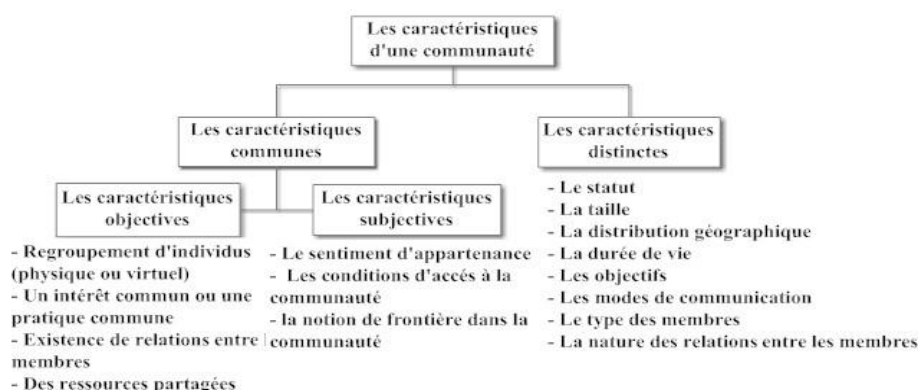 Les caractéristiques
d'une communauté
Les caractéristiques
communes
Les caractéristiques
distinctes
Les caractéristiques
objectives
Les caractéristiques
subjectives
- Regroupement d'individus
(physique ou virtuel)
- Un intérêt commun ou une
pratique commune
- Existence de relations entre
membres
- Des ressources partagées
- Le sentiment d'appartenance
- Les conditions d'accés à la
communauté
- la notion de frontière dans la
communauté
- Le statut
- La taille
- La distribution géographique
- La durée de vie
- Les objectifs
- Les modes de communication
- Le type des membres
- La nature des relations entre les membres